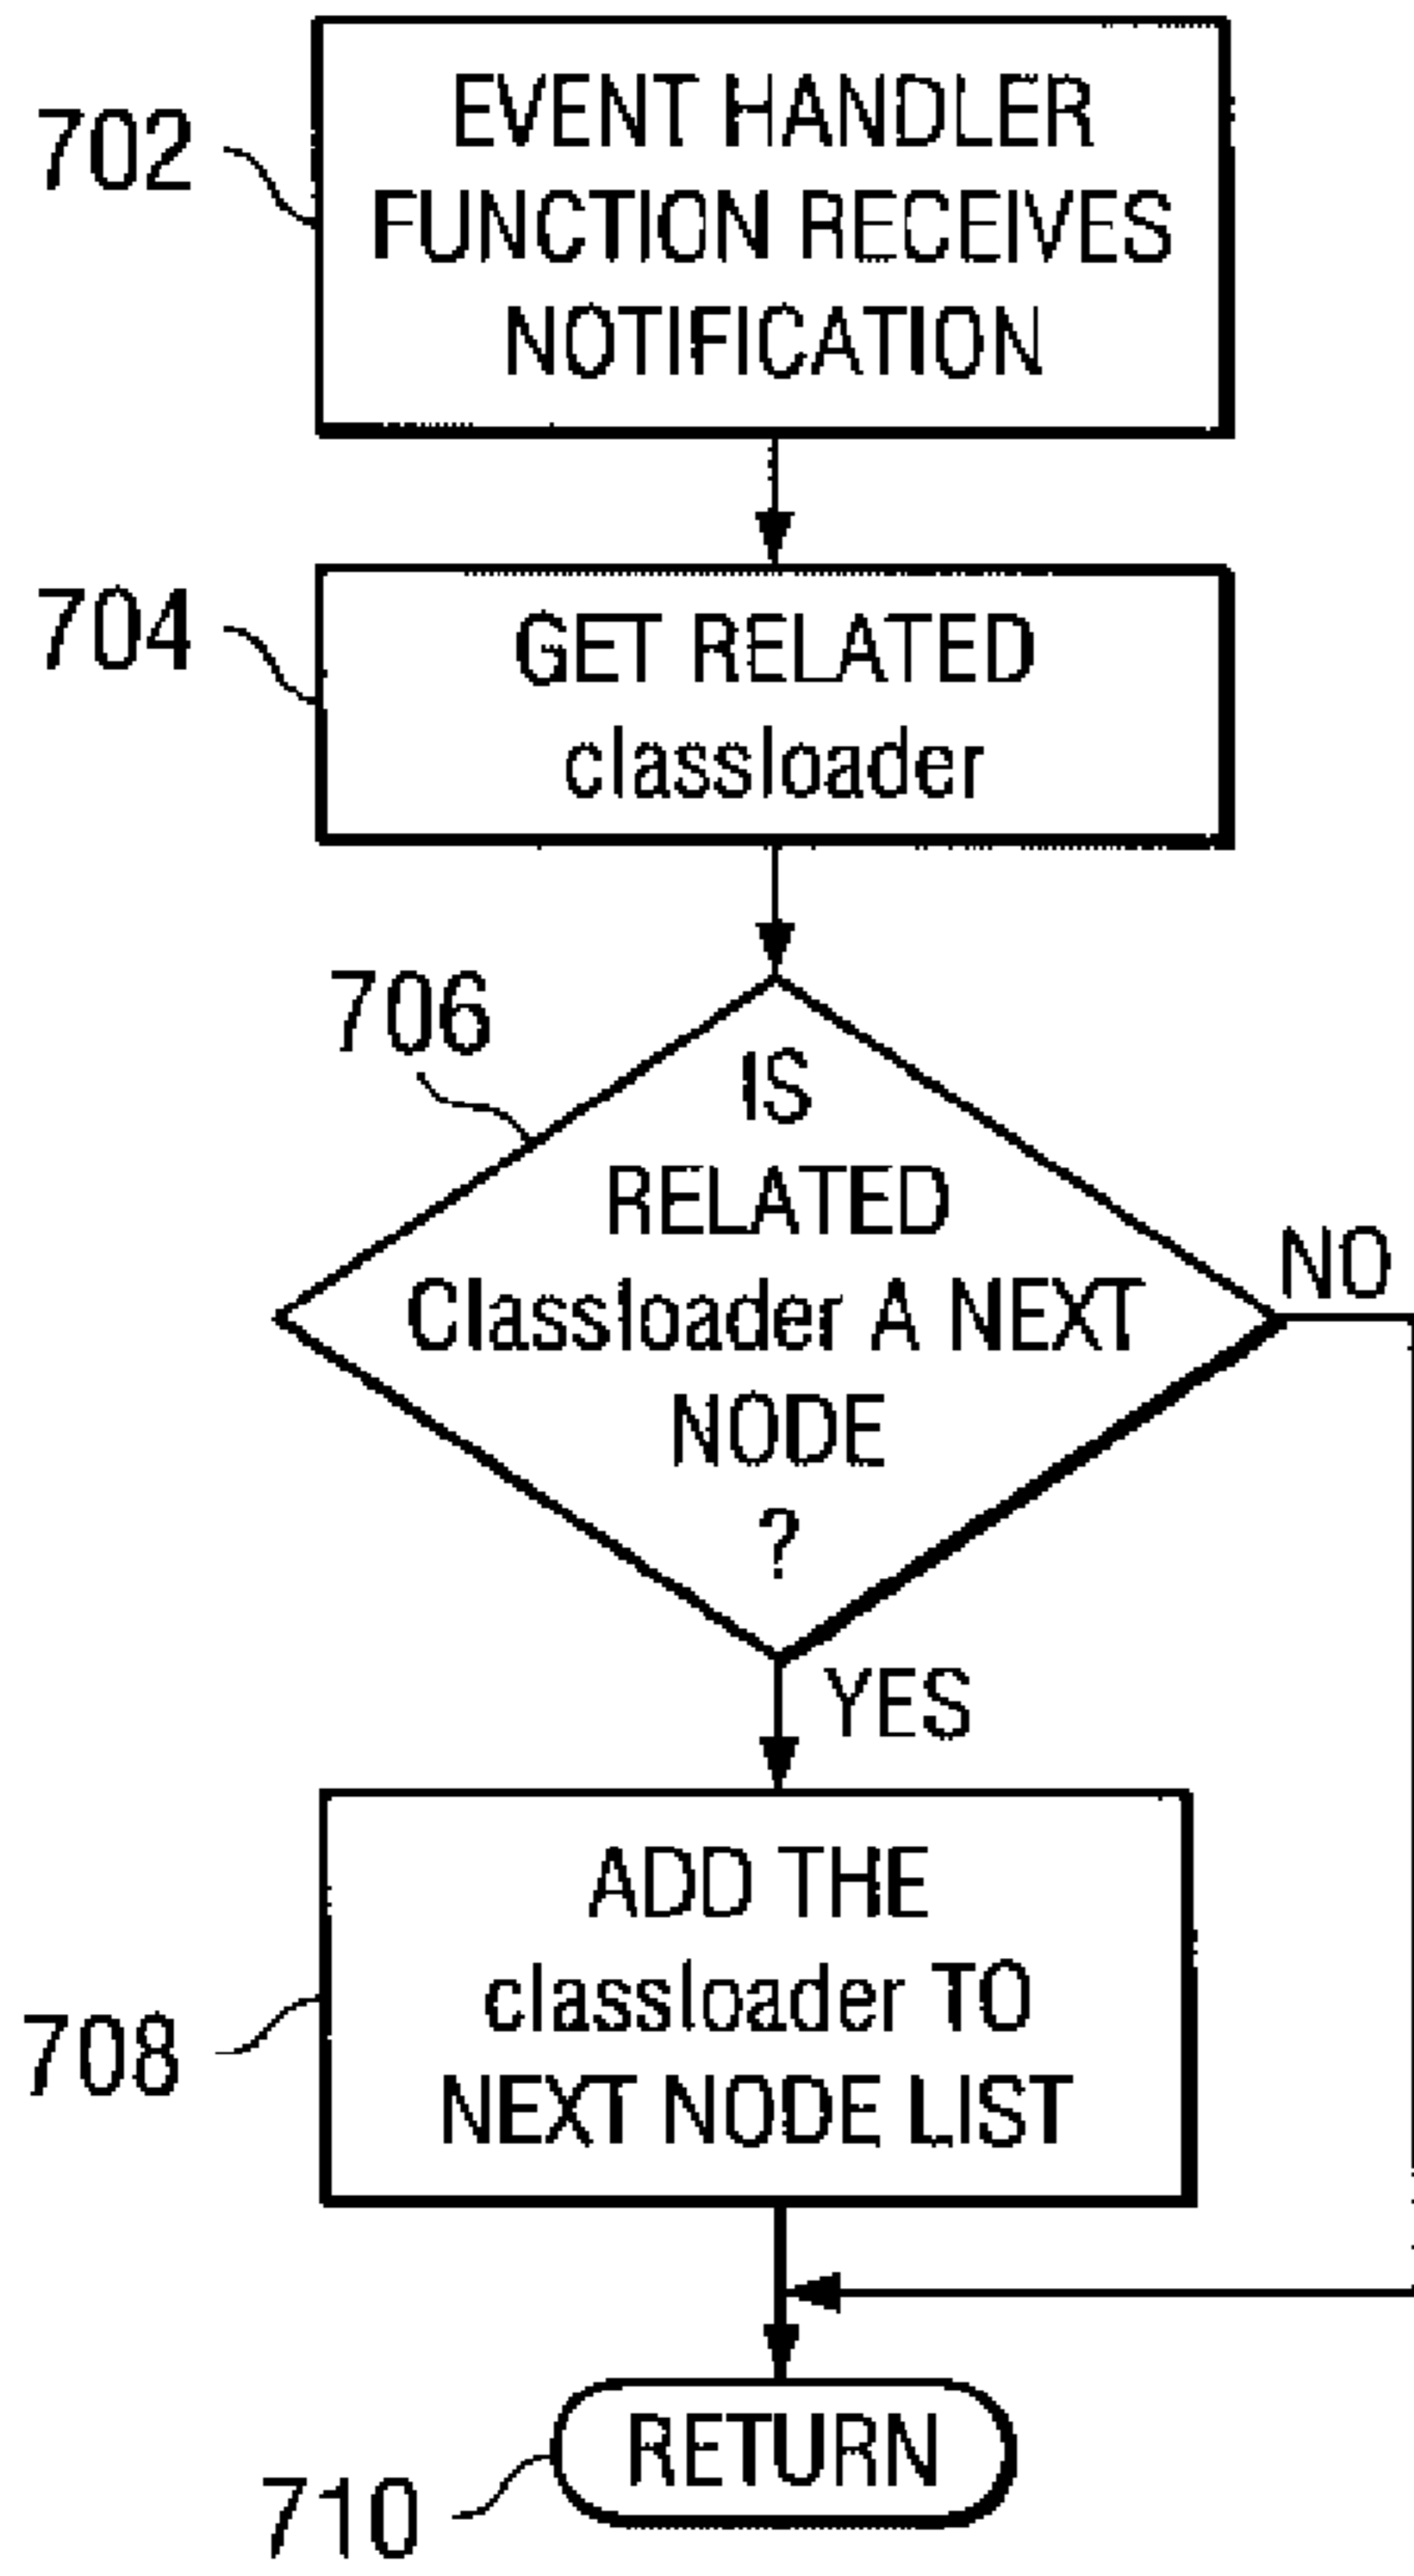 702
EVENT HANDLER
FUNCTION RECEIVES
NOTIFICATION
704
GET RELATED
classloader
706
IS
RELATED
Classloader A NEXT
NODE
?
NO
YES
708
ADD THE
classloader TO
NEXT NODE LIST
710
RETURN